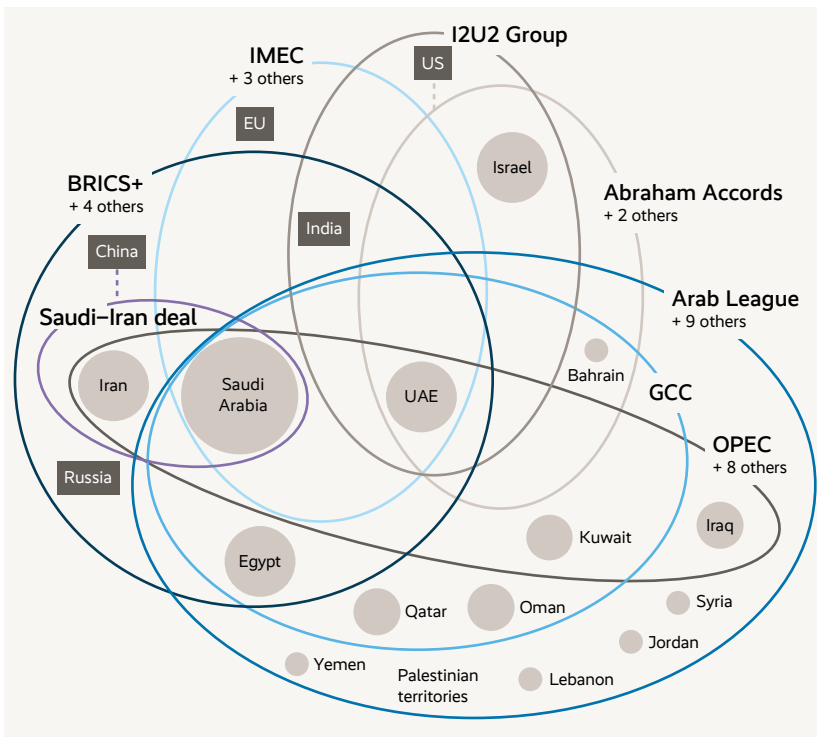 I2U2 Group
IMEC
+ 3 others
US
EU
Israel
BRICS+
+ 4 others
Abraham Accords
+ 2 others
India
China
Arab League
+ 9 others
Saudi–Iran deal
Iran
Saudi
Arabia
UAE
Bahrain
GCC
OPEC
+ 8 others
Russia
Iraq
Kuwait
Egypt
Qatar
Oman
Syria
Jordan
Yemen
Palestinian
territories
Lebanon